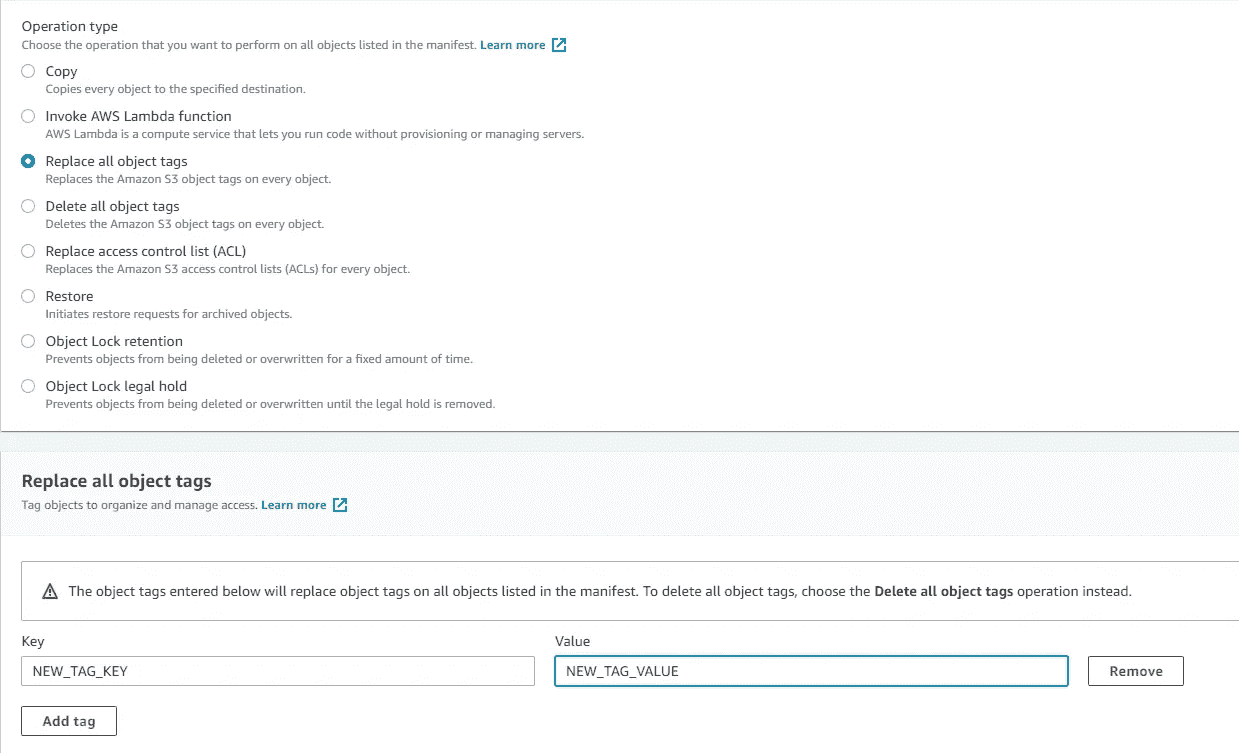 Operation type
Choose the operation that you want to perform on all objects listed in the manifest. Learn more
Copy
Copies every object to the specified destination.
Invoke AWS Lambda function
AWS Lambda is a compute service that lets you run code without provisioning or managing servers.
Replace all object tags
Replaces the Amazon S3 object tags on every object.
Delete all object tags
Deletes the Amazon S3 object tags on every object.
Replace access control list (ACL)
Replaces the Amazon S3 access control lists (ACLs) for every object.
Restore
Initiates restore requests for archived objects.
Object Lock retention
Prevents objects from being deleted or overwritten for a fixed amount of time.
Object Lock legal hold
Prevents objects from being deleted or overwritten until the legal hold is removed.
Replace all object tags
Tag objects to organize and manage access. Learn more
The object tags entered below will replace object tags on all objects listed in the manifest. To delete all object tags, choose the Delete all object tags operation instead.
Key Value
NEW_TAG_KEY NEW_TAG_VALUE Remove
Add tag